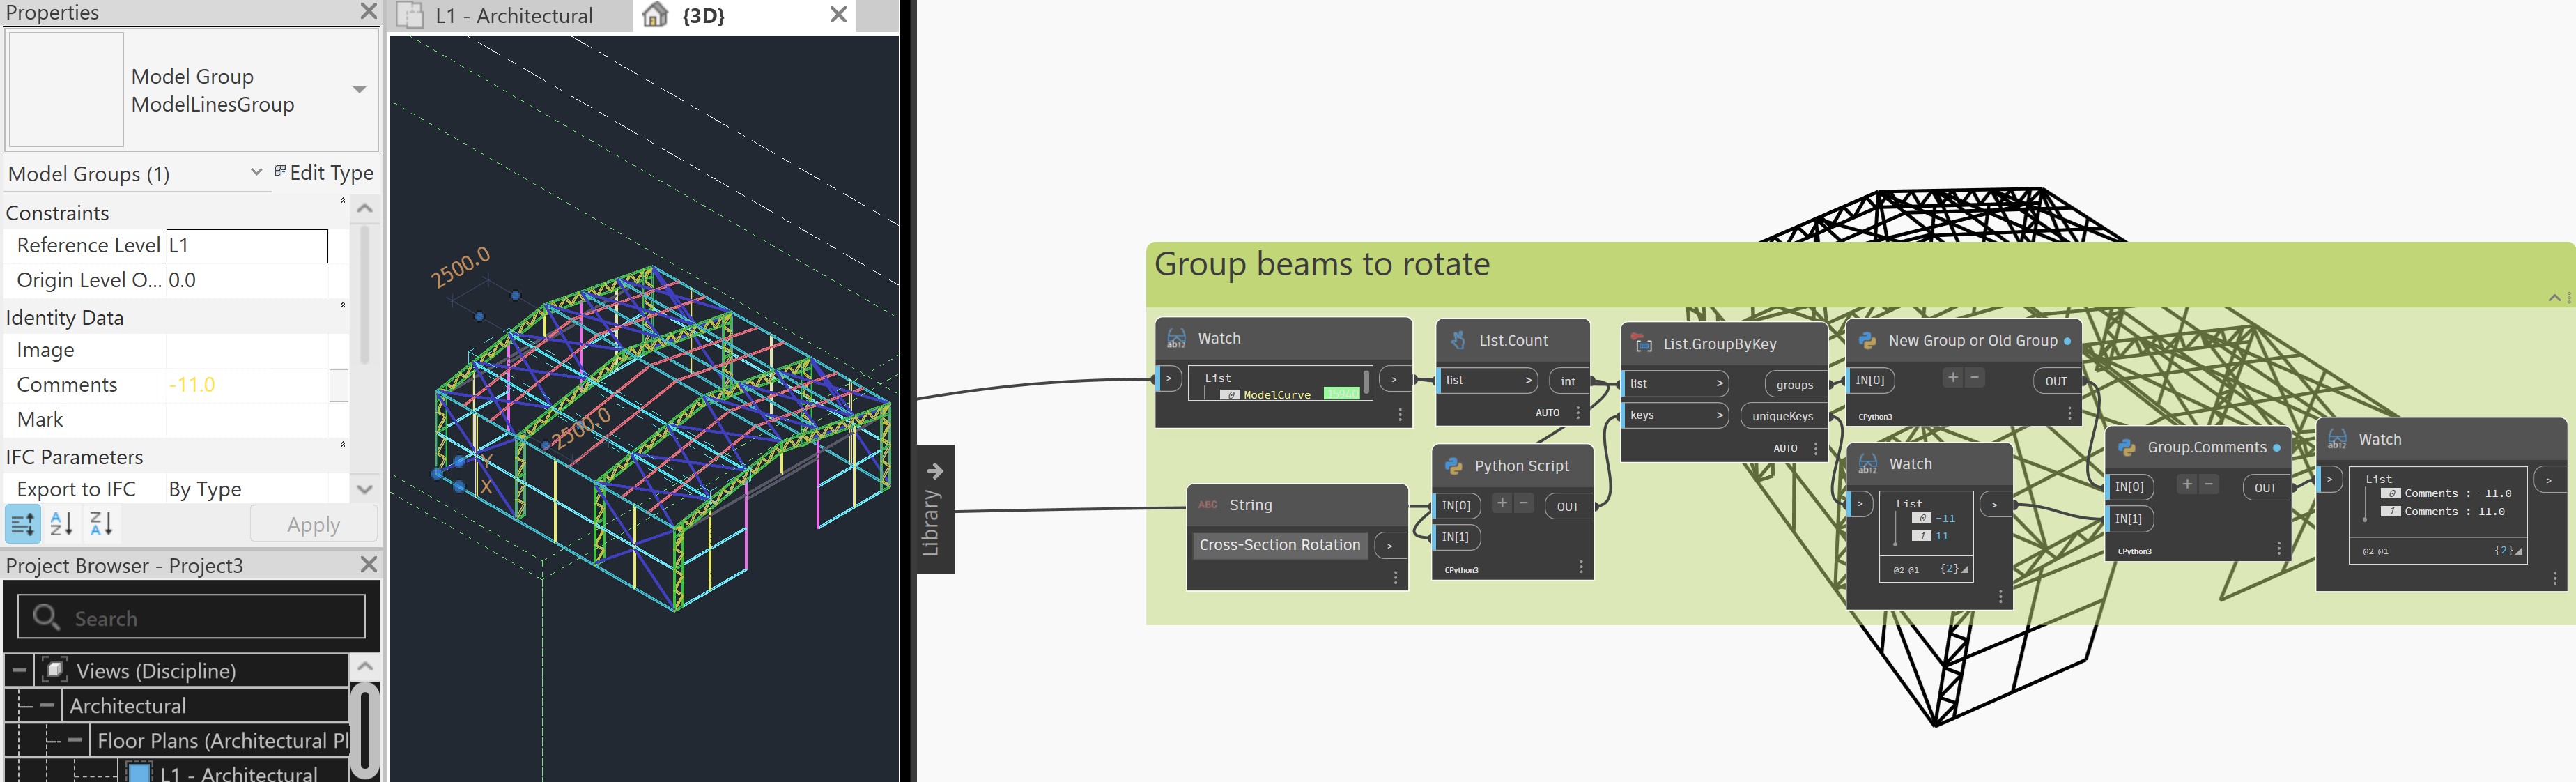 Properties
Model Group
ModelLinesGroup
Model Groups (1)
Edit Type
Constraints
Reference Level
L1
Origin Level O...
0.0
Identity Data
Image
Comments
-11.0
Mark
IFC Parameters
Export to IFC
By Type
Apply
Project Browser - Project3
Search
Views (Discipline)
Architectural
Floor Plans (Architectural Pl
L1 - Architectural
L1 - Architectural
{3D}
2500.0
2500.0
Y
X
Library
Group beams to rotate
Watch
>
List
0 ModelCurve
>
List.Count
list >
int
AUTO
List.GroupByKey
list >
groups
keys >
uniqueKeys
AUTO
New Group or Old Group
IN[0]
+ -
OUT
CPython3
ABC String
Cross-Section Rotation
>
Python Script
IN[0]
+ -
OUT
IN[1]
CPython3
Watch
>
List
0 -11
1 11
@2 @1 {2}
>
Group.Comments
IN[0]
+ -
OUT
IN[1]
CPython3
Watch
>
List
0 Comments : -11.0
1 Comments : 11.0
@2 @1 {2}
>